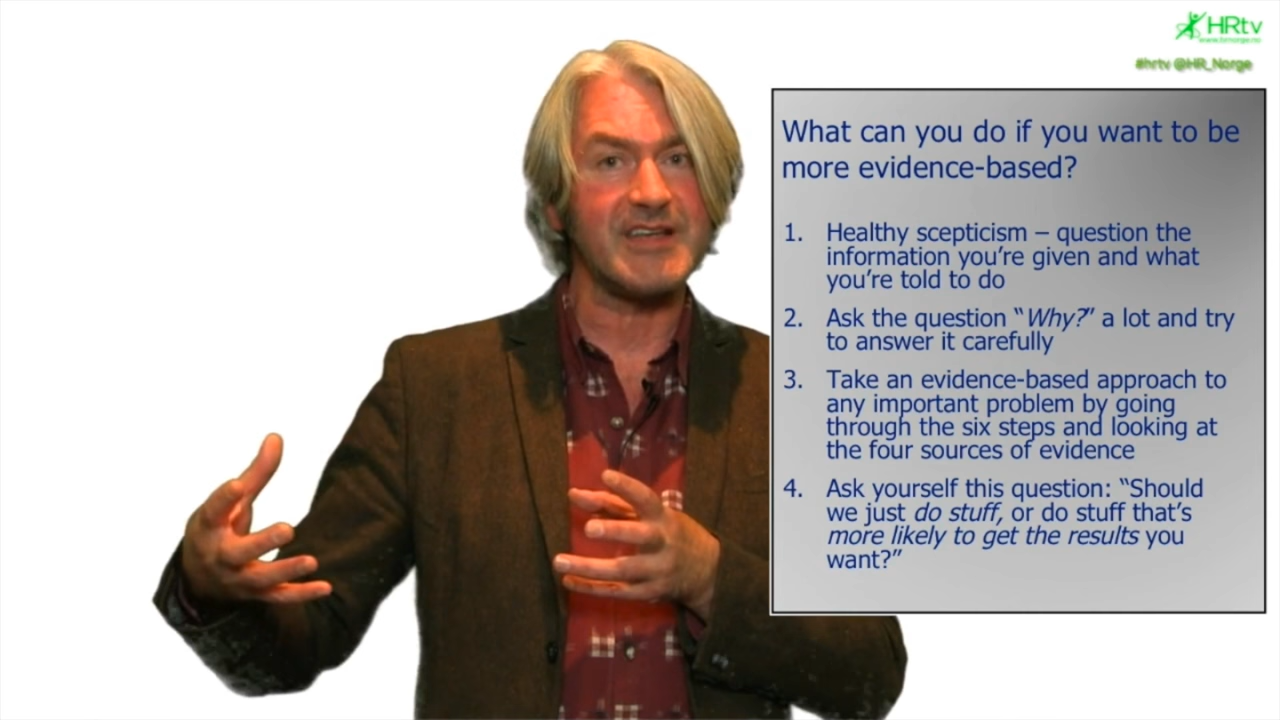 HRtv
www.hrnorge.no
#hrtv @HR_Norge
What can you do if you want to be
more evidence-based?
1. Healthy scepticism – question the
information you're given and what
you're told to do
2. Ask the question “Why?” a lot and try
to answer it carefully
3. Take an evidence-based approach to
any important problem by going
through the six steps and looking at
the four sources of evidence
4. Ask yourself this question: “Should
we just do stuff, or do stuff that's
more likely to get the results you
want?”